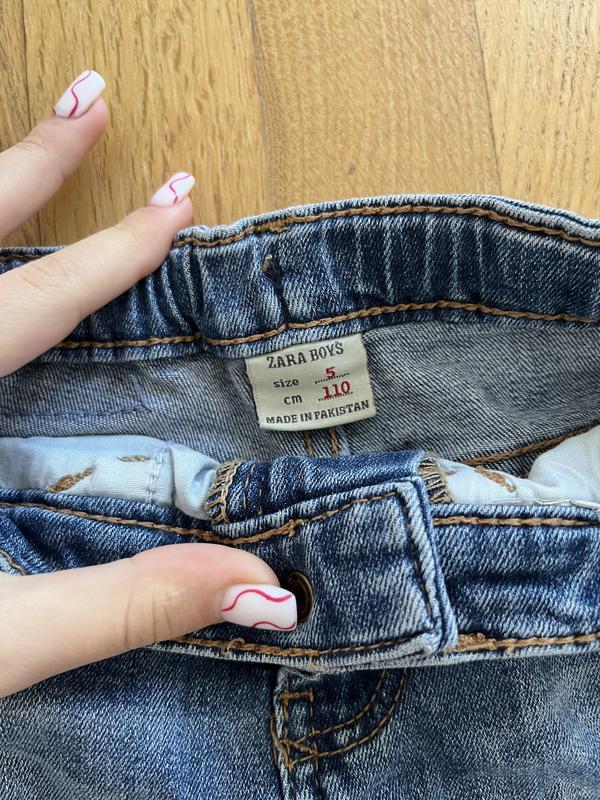 ZARA BOYS
size 5
cm 110
MADE IN PAKISTAN